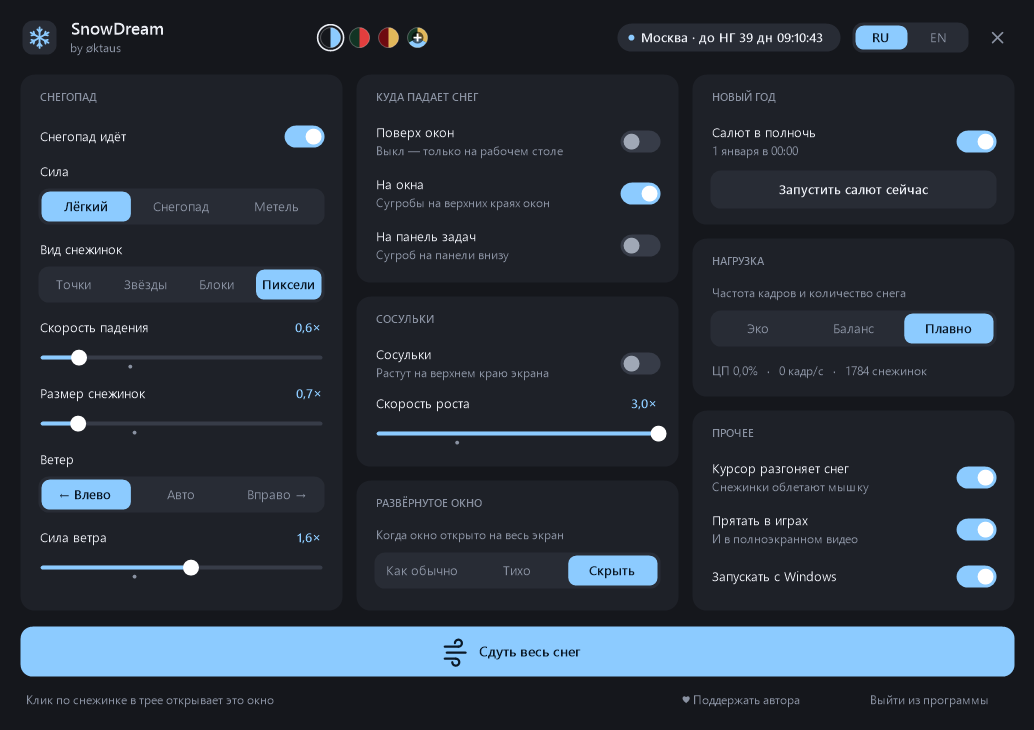 SnowDream
by øktaus
Москва · до НГ 39 дн 09:10:43
RU
EN
СНЕГОПАД
Снегопад идёт
Сила
Лёгкий
Снегопад
Метель
Вид снежинок
Точки
Звёзды
Блоки
Пиксели
Скорость падения
0,6×
Размер снежинок
0,7×
Ветер
← Влево
Авто
Вправо →
Сила ветра
1,6×
КУДА ПАДАЕТ СНЕГ
Поверх окон
Выкл — только на рабочем столе
На окна
Сугробы на верхних краях окон
На панель задач
Сугроб на панели внизу
СОСУЛЬКИ
Сосульки
Растут на верхнем краю экрана
Скорость роста
3,0×
РАЗВЁРНУТОЕ ОКНО
Когда окно открыто на весь экран
Как обычно
Тихо
Скрыть
НОВЫЙ ГОД
Салют в полночь
1 января в 00:00
Запустить салют сейчас
НАГРУЗКА
Частота кадров и количество снега
Эко
Баланс
Плавно
ЦП 0,0% · 0 кадр/с · 1784 снежинок
ПРОЧЕЕ
Курсор разгоняет снег
Снежинки облетают мышку
Прятать в играх
И в полноэкранном видео
Запускать с Windows
Сдуть весь снег
Клик по снежинке в трее открывает это окно
♥ Поддержать автора
Выйти из программы